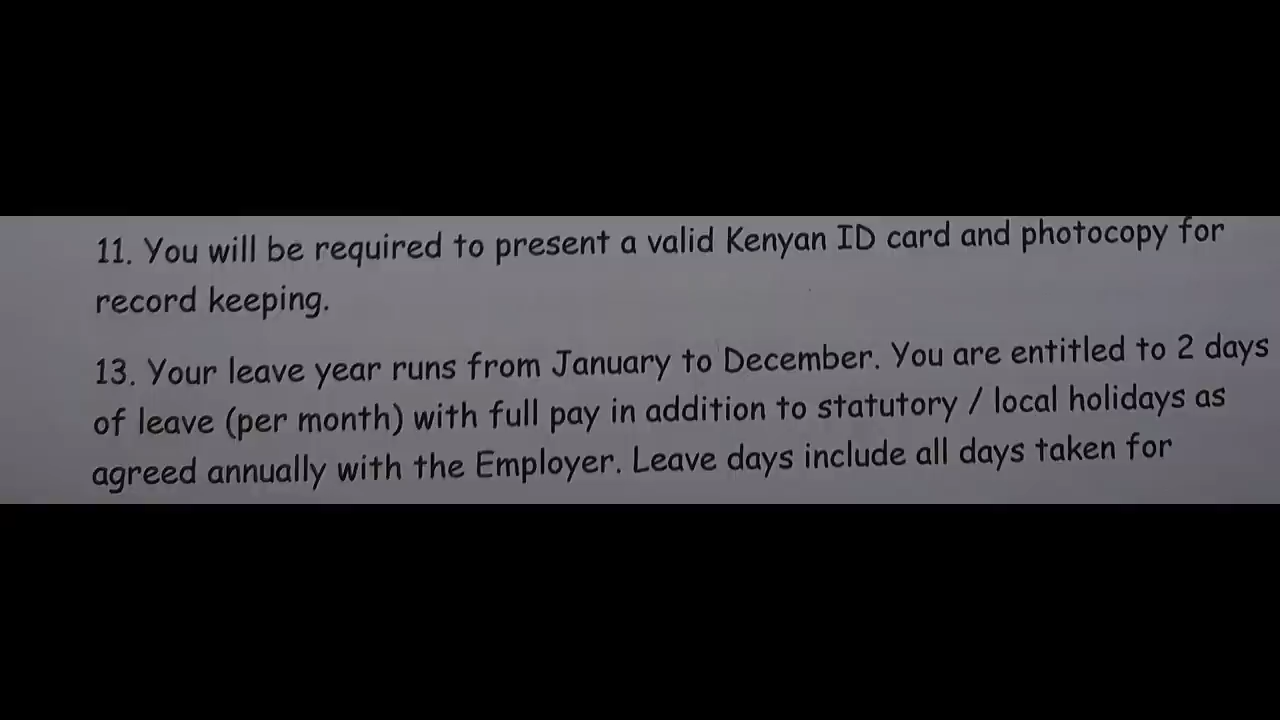 11. You will be required to present a valid Kenyan ID card and photocopy for
record keeping.
13. Your leave year runs from January to December. You are entitled to 2 days
of leave (per month) with full pay in addition to statutory / local holidays as
agreed annually with the Employer. Leave days include all days taken for